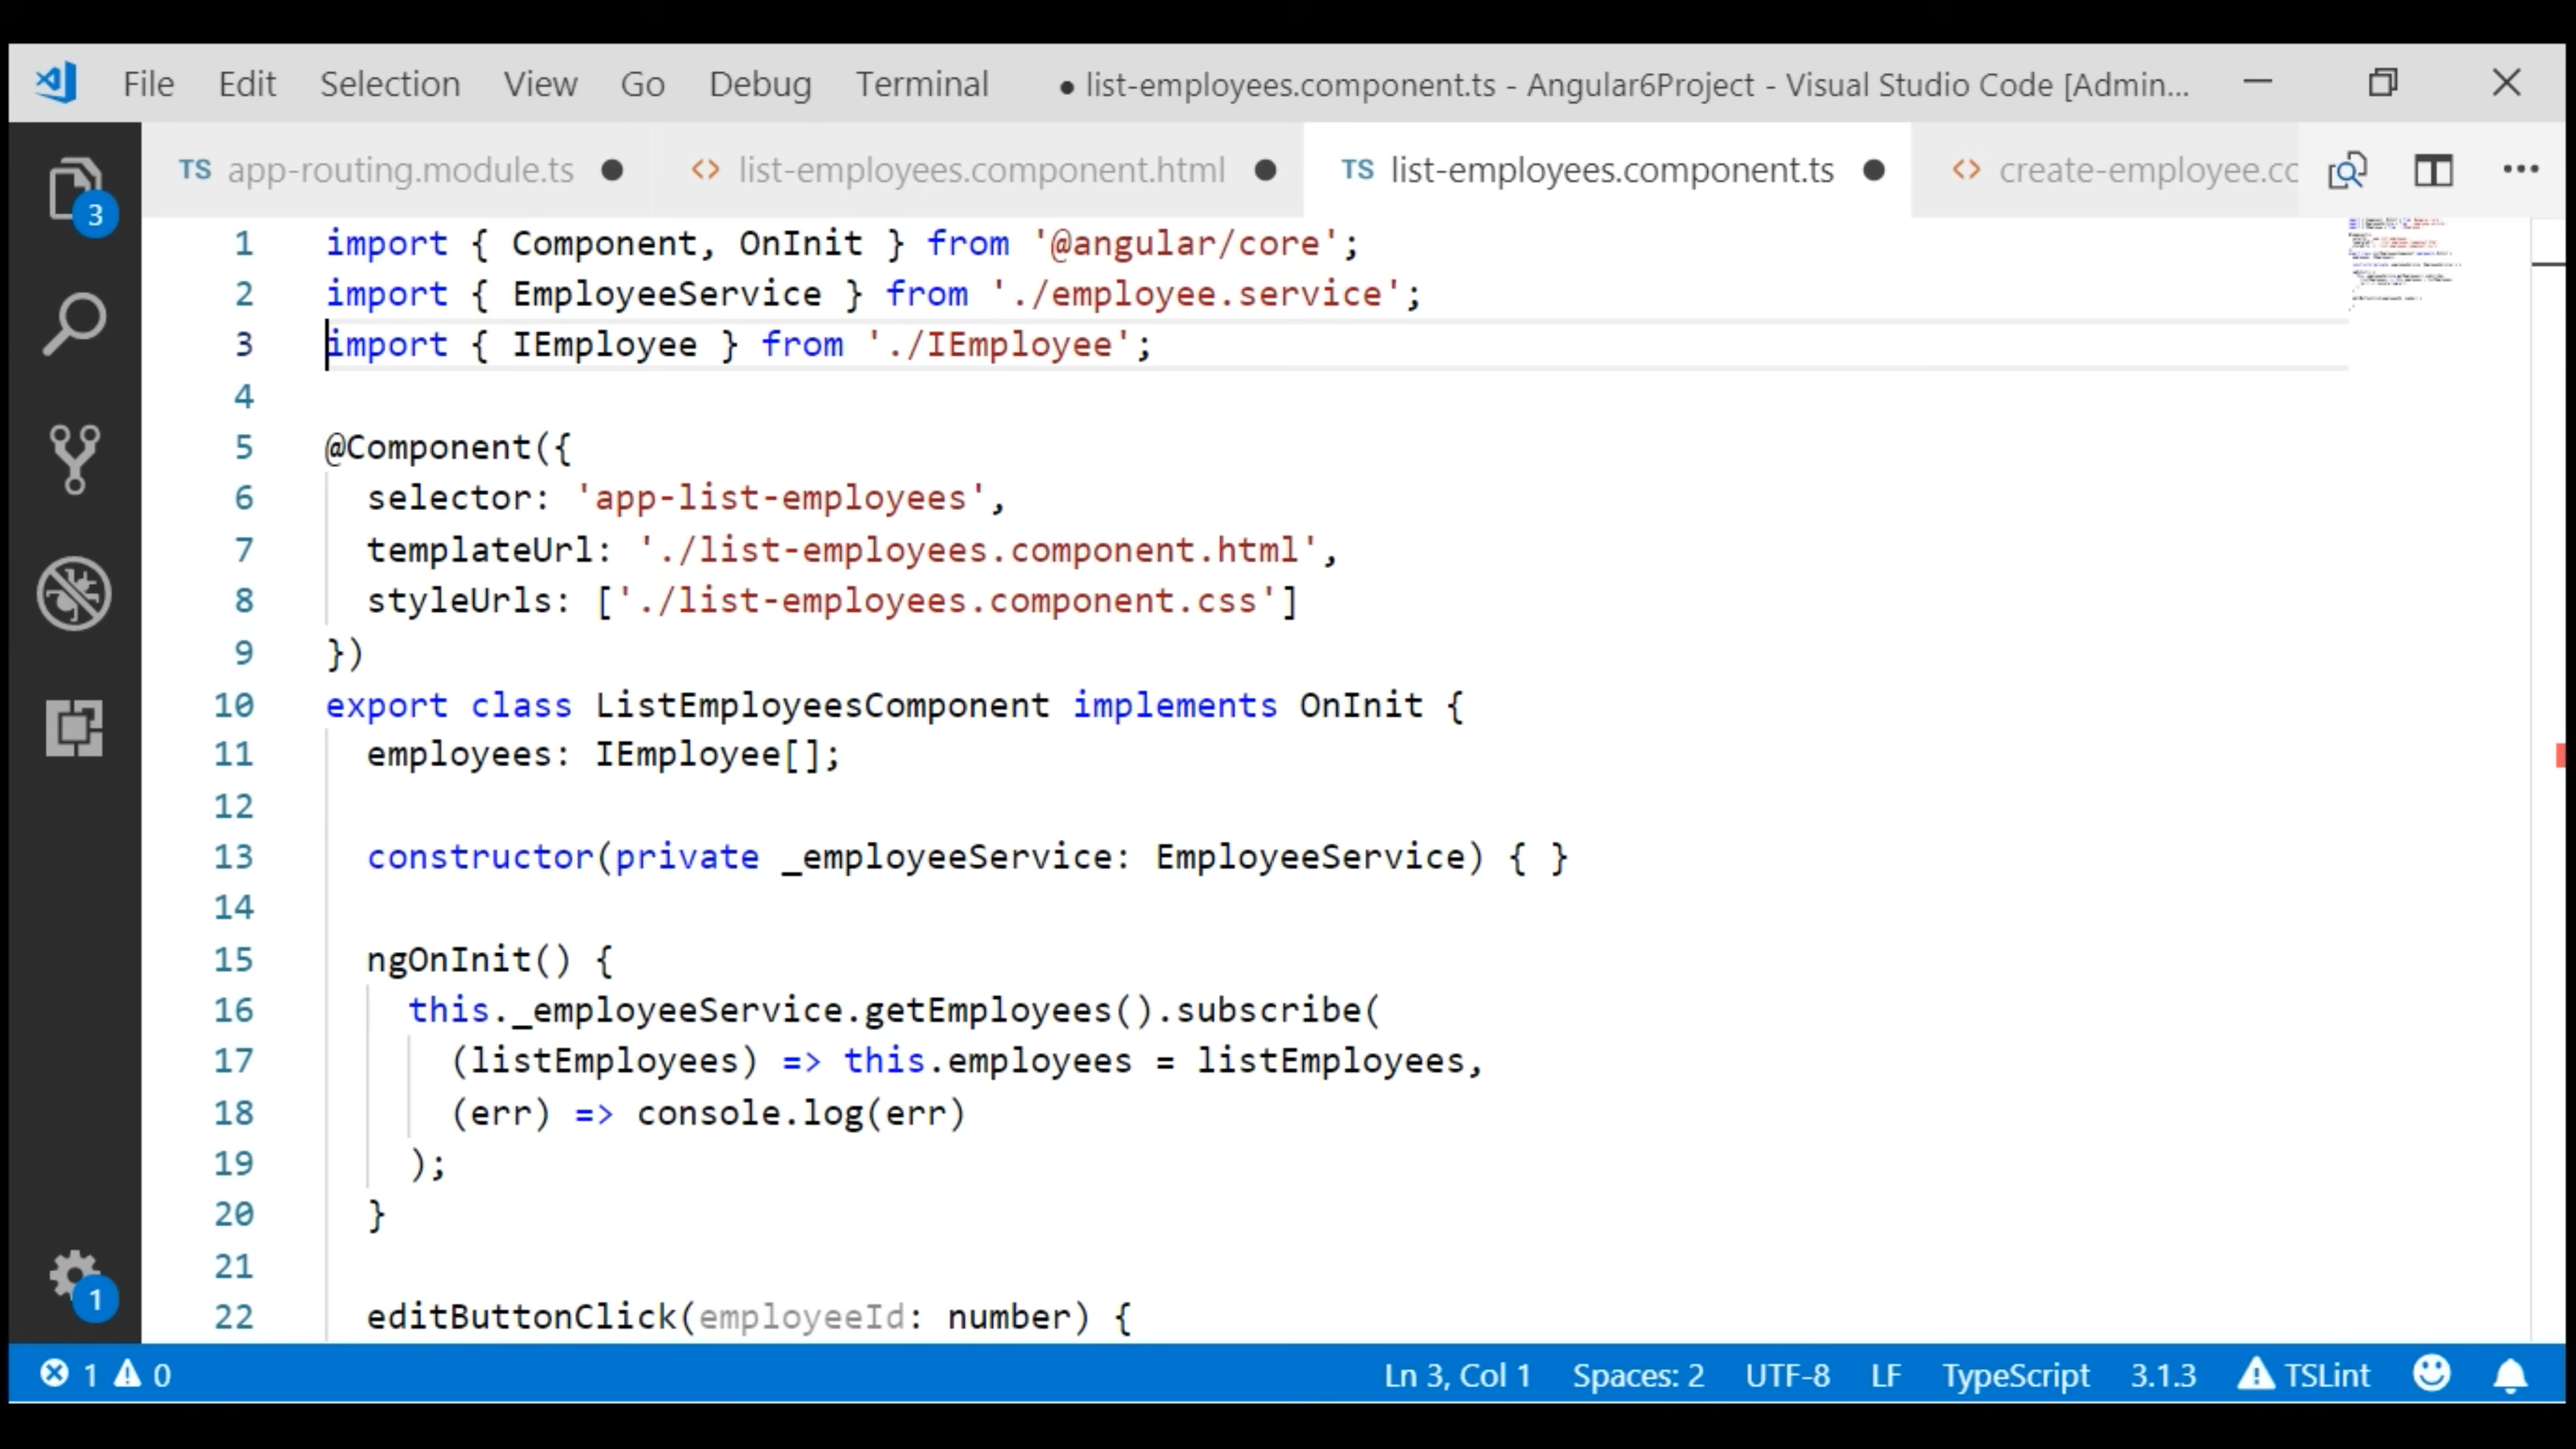 File Edit Selection View Go Debug Terminal ● list-employees.component.ts - Angular6Project - Visual Studio Code [Admin...
TS app-routing.module.ts ● <> list-employees.component.html ● TS list-employees.component.ts ● <> create-employee.co
3
1 import { Component, OnInit } from '@angular/core';
2 import { EmployeeService } from './employee.service';
3 import { IEmployee } from './IEmployee';
4
5 @Component({
6   selector: 'app-list-employees',
7   templateUrl: './list-employees.component.html',
8   styleUrls: ['./list-employees.component.css']
9 })
10 export class ListEmployeesComponent implements OnInit {
11   employees: IEmployee[];
12
13   constructor(private _employeeService: EmployeeService) { }
14
15   ngOnInit() {
16     this._employeeService.getEmployees().subscribe(
17       (listEmployees) => this.employees = listEmployees,
18       (err) => console.log(err)
19     );
20   }
21
22   editButtonClick(employeeId: number) {
1
1 0 Ln 3, Col 1 Spaces: 2 UTF-8 LF TypeScript 3.1.3 TSLint